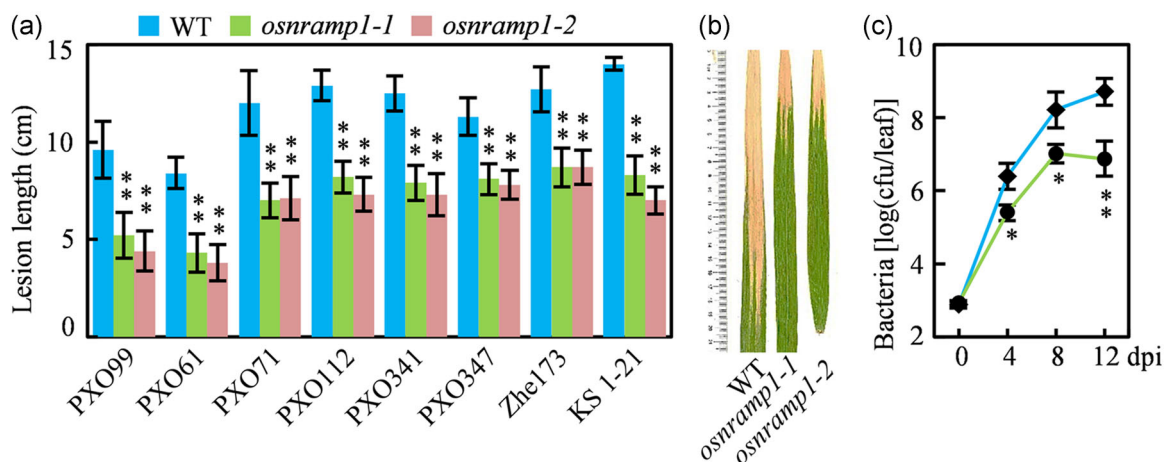 (a) WT osnramp1-1 osnramp1-2
Lesion length (cm)
15
10
5
0
** ** ** ** ** ** ** ** ** ** ** ** ** ** ** **
PXO99 PXO61 PXO71 PXO112 PXO341 PXO347 Zhe173 KS 1-21
(b)
WT
osnramp1-1
osnramp1-2
(c)
Bacteria [log(cfu/leaf)]
10
8
6
4
2
* * **
0 4 8 12 dpi